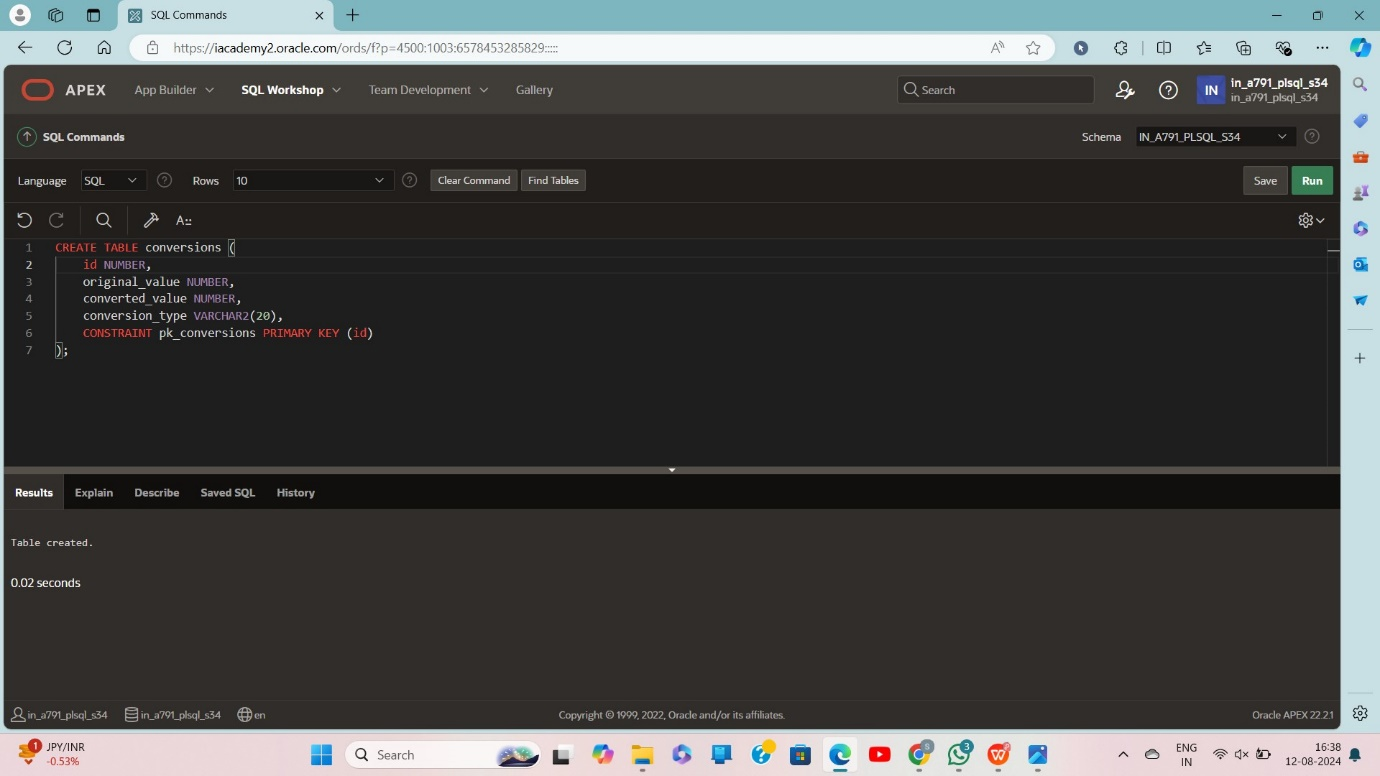 SQL Commands
https://iacademy2.oracle.com/ords/f?p=4500:1003:6578453285829:::::
APEX App Builder SQL Workshop Team Development Gallery Search IN in_a791_plsql_s34
in_a791_plsql_s34
SQL Commands Schema IN_A791_PLSQL_S34
Language SQL Rows 10 Clear Command Find Tables Save Run
A::
1 CREATE TABLE conversions (
2 id NUMBER,
3 original_value NUMBER,
4 converted_value NUMBER,
5 conversion_type VARCHAR2(20),
6 CONSTRAINT pk_conversions PRIMARY KEY (id)
7 );
Results Explain Describe Saved SQL History
Table created.
0.02 seconds
in_a791_plsql_s34 in_a791_plsql_s34 en Copyright © 1999, 2022, Oracle and/or its affiliates. Oracle APEX 22.2.1
1 JPY/INR
-0.53%
Search
3
ENG
IN
16:38
12-08-2024